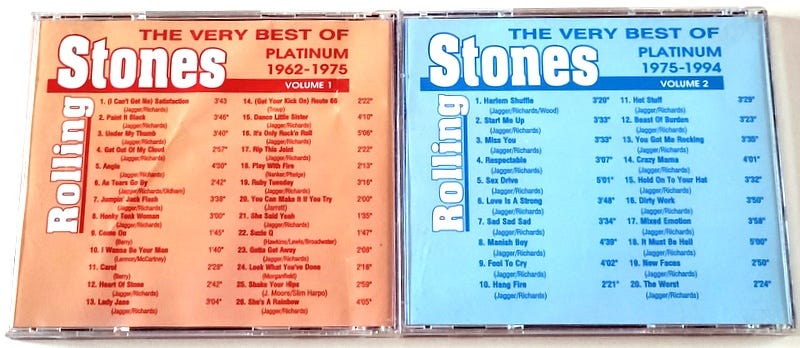 THE VERY BEST OF
Rolling
Stones
PLATINUM
1962-1975
VOLUME 1
1. (I Can't Get Me) Satisfaction 3'43
(Jagger/Richards)
2. Paint It Black 3'45"
(Jagger/Richards)
3. Under My Thumb 3'40"
(Jagger/Richards)
4. Get Out Of My Cloud 2'57"
(Jagger/Richards)
5. Angie 4'30"
(Jagger/Richards)
6. As Tears Go By 2'42"
(Jagger/Richards/Oldham)
7. Jumpin' Jack Flash 3'38"
(Jagger/Richards)
8. Honky Tonk Woman 3'00"
(Jagger/Richards)
9. Come On 1'45"
(Berry)
10. I Wanna Be Your Man 1'40"
(Lennon/McCartney)
11. Carol
(Berry)
12. Heart Of Stone 2'42"
(Jagger/Richards)
13. Lady Jane 3'04"
(Jagger/Richards)
14. (Get Your Kick On) Route 66 2'22"
(Troup)
15. Dance Little Sister 4'10"
(Jagger/Richards)
16. It's Only Rock'n Roll 5'06"
(Jagger/Richards)
17. Rip This Joint 2'22"
(Jagger/Richards)
18. Play With Fire 2'13"
(Nanker/Phelge)
19. Ruby Tuesday 3'16"
(Jagger/Richards)
20. You Can Make It If You Try 2'00"
(Jarrett)
21. She Said Yeah 1'35"
(Jagger/Richards)
22. Suzie Q 1'47"
(Hawkins/Lewis/Broadwater)
23. Gotta Get Away
(Jagger/Richards)
24. Look What You've Done 2'16"
(Morganfield)
25. Shake Your Hips 2'59"
(J. Moore/Slim Harpo)
26. She's A Rainbow 4'05"
(Jagger/Richards)
THE VERY BEST OF
Rolling
Stones
PLATINUM
1975-1994
VOLUME 2
1. Harlem Shuffle 3'20"
(Jagger/Richards/Wood)
2. Start Me Up 3'33"
(Jagger/Richards)
3. Miss You 3'33"
(Jagger/Richards)
4. Respectable 3'07"
(Jagger/Richards)
5. Sex Drive 5'01"
(Jagger/Richards)
6. Love Is A Strong 3'48"
(Jagger/Richards)
7. Sad Sad Sad 3'34"
(Jagger/Richards)
8. Manish Boy 4'39"
(Jagger/Richards)
9. Fool To Cry 4'02"
(Jagger/Richards)
10. Hang Fire 2'21"
(Jagger/Richards)
11. Hot Stuff 3'29"
(Jagger/Richards)
12. Beast Of Burden 3'23"
(Jagger/Richards)
13. You Got Me Rocking 3'35"
(Jagger/Richards)
14. Crazy Mama 4'01"
(Jagger/Richards)
15. Hold On To Your Hat 3'32"
(Jagger/Richards)
16. Dirty Work 3'50"
(Jagger/Richards)
17. Mixed Emotion 3'58"
(Jagger/Richards)
18. It Must Be Hell 5'00"
(Jagger/Richards)
19. New Faces 2'50"
(Jagger/Richards)
20. The Worst 2'24"
(Jagger/Richards)